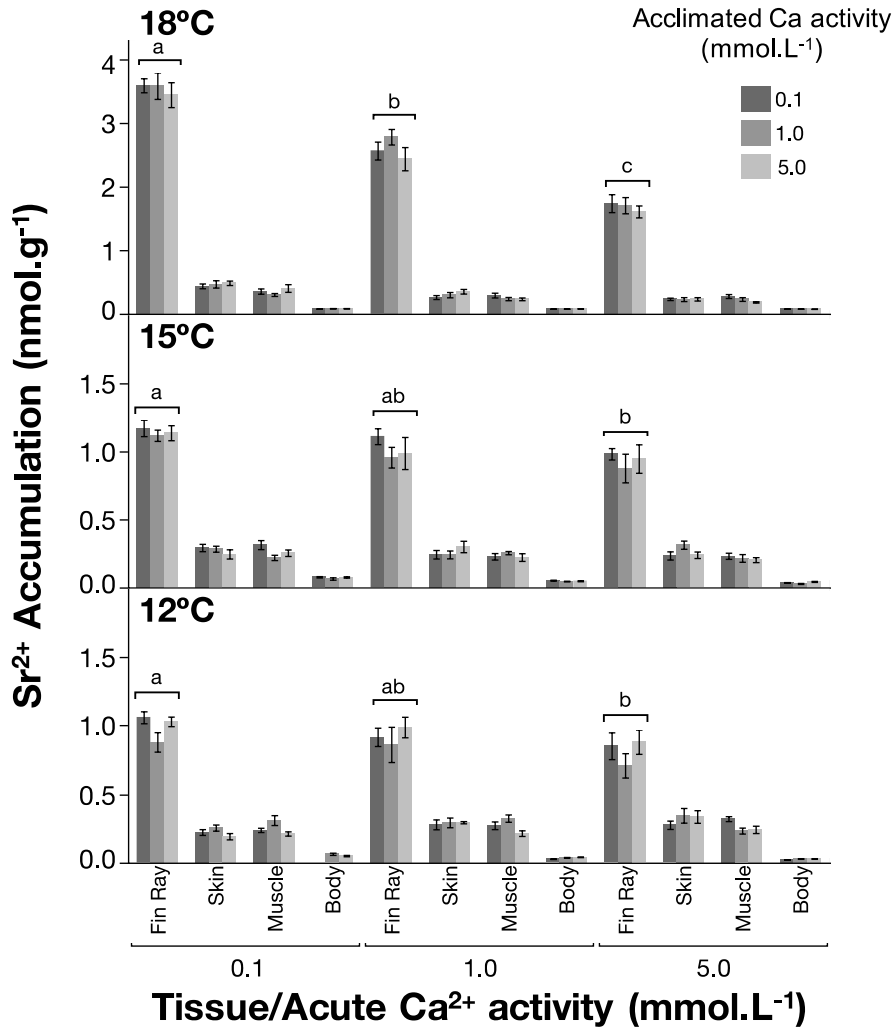 18ºC
Acclimated Ca activity
(mmol.L-1)
0.1
1.0
5.0
a
b
c
4
3
2
1
0
15ºC
a
ab
b
1.5
1.0
0.5
0.0
12ºC
a
ab
b
1.5
1.0
0.5
0.0
Sr2+ Accumulation (nmol.g-1)
Fin Ray
Skin
Muscle
Body
Fin Ray
Skin
Muscle
Body
Fin Ray
Skin
Muscle
Body
0.1
1.0
5.0
Tissue/Acute Ca2+ activity (mmol.L-1)